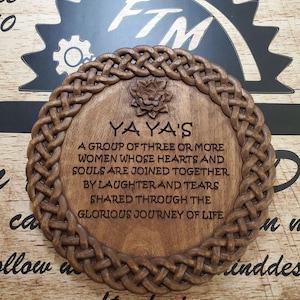 FTM
YA YA'S
A GROUP OF THREE OR MORE
WOMEN WHOSE HEARTS AND
SOULS ARE JOINED TOGETHER
BY LAUGHTER AND TEARS
SHARED THROUGH THE
GLORIOUS JOURNEY OF LIFE